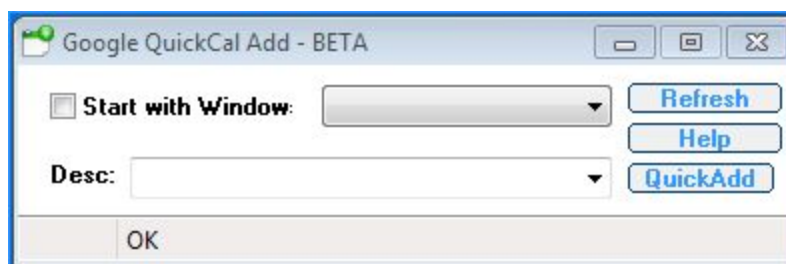 Google QuickCal Add - BETA
Start with Window: Refresh
Help
Desc: QuickAdd
OK